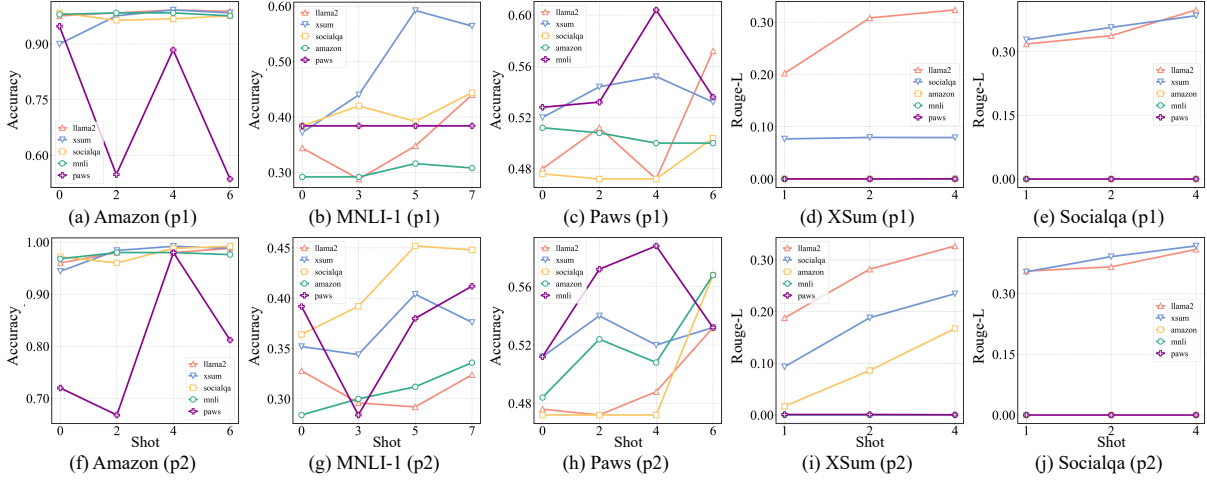 Accuracy
0.90
0.75
0.60
llama2
xsum
socialqa
mnli
paws
0 2 4 6
(a) Amazon (p1)
Accuracy
0.60
0.50
0.40
0.30
llama2
xsum
socialqa
amazon
paws
0 3 5 7
(b) MNLI-1 (p1)
Accuracy
0.60
0.56
0.52
0.48
llama2
xsum
socialqa
amazon
mnli
0 2 4 6
(c) Paws (p1)
Rouge-L
0.30
0.20
0.10
0.00
llama2
socialqa
amazon
mnli
paws
1 2 4
(d) XSum (p1)
Rouge-L
0.30
0.15
0.00
llama2
xsum
amazon
mnli
paws
1 2 4
(e) Socialqa (p1)
Accuracy
1.00
0.90
0.80
0.70
llama2
xsum
socialqa
mnli
paws
0 2 4 6
Shot
(f) Amazon (p2)
Accuracy
0.45
0.40
0.35
0.30
llama2
xsum
socialqa
amazon
paws
0 3 5 7
Shot
(g) MNLI-1 (p2)
Accuracy
0.56
0.52
0.48
llama2
xsum
socialqa
amazon
mnli
0 2 4 6
Shot
(h) Paws (p2)
Rouge-L
0.30
0.20
0.10
0.00
llama2
socialqa
amazon
mnli
paws
1 2 4
Shot
(i) XSum (p2)
Rouge-L
0.30
0.15
0.00
llama2
xsum
amazon
mnli
paws
1 2 4
Shot
(j) Socialqa (p2)